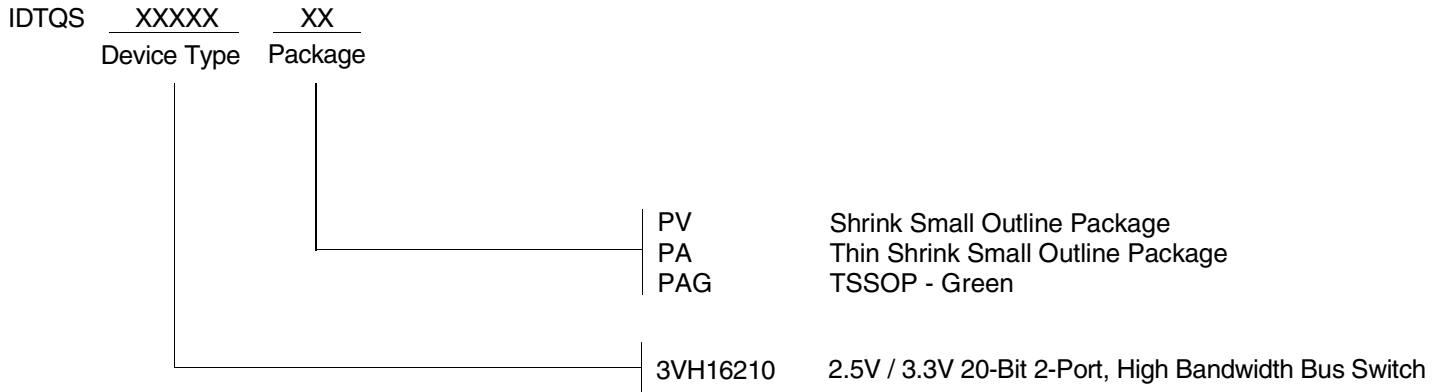 IDTQS XXXXX XX
Device Type Package
PV Shrink Small Outline Package
PA Thin Shrink Small Outline Package
PAG TSSOP - Green
3VH16210 2.5V / 3.3V 20-Bit 2-Port, High Bandwidth Bus Switch